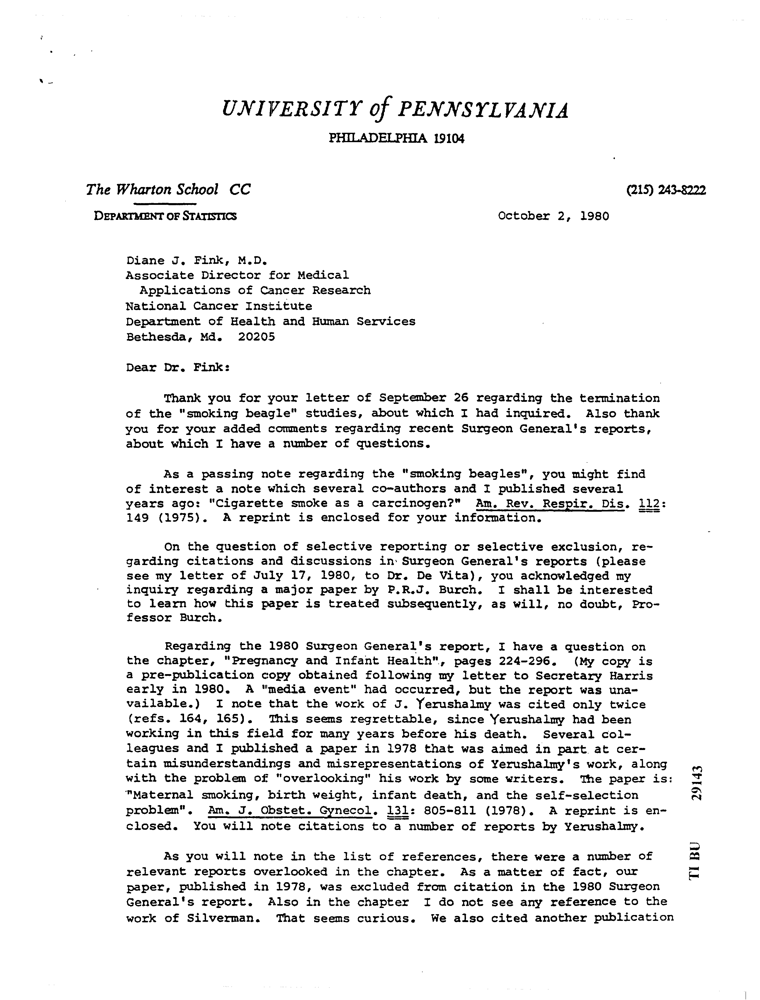 UNIVERSITY of PENNSYLVANIA
PHILADELPHIA 19104
The Wharton School CC
(215) 243-8222
DEPARTMENT OF STATISTICS
October 2, 1980
Diane J. Fink, M.D.
Associate Director for Medical
Applications of Cancer Research
National Cancer Institute
Department of Health and Human Services
Bethesda, Md. 20205
Dear Dr. Fink:
Thank you for your letter of September 26 regarding the termination
of the "smoking beagle" studies, about which I had inquired. Also thank
you for your added comments regarding recent Surgeon General's reports,
about which I have a number of questions.
As a passing note regarding the "smoking beagles", you might find
of interest a note which several co-authors and I published several
years ago: "Cigarette smoke as a carcinogen?" Am. Rev. Respir. Dis. 112:
149 (1975). A reprint is enclosed for your information.
On the question of selective reporting or selective exclusion, re-
garding citations and discussions in Surgeon General's reports (please
see my letter of July 17, 1980, to Dr. De Vita), you acknowledged my
inquiry regarding a major paper by P.R.J. Burch. I shall be interested
to learn how this paper is treated subsequently, as will, no doubt, Pro-
fessor Burch.
Regarding the 1980 Surgeon General's report, I have a question on
the chapter, "Pregnancy and Infant Health", pages 224-296. (My copy is
a pre-publication copy obtained following my letter to Secretary Harris
early in 1980. A "media event" had occurred, but the report was una-
vailable.) I note that the work of J. Yerushalmy was cited only twice
(refs. 164, 165). This seems regrettable, since Yerushalmy had been
working in this field for many years before his death. Several col-
leagues and I published a paper in 1978 that was aimed in part at cer-
tain misunderstandings and misrepresentations of Yerushalmy's work, along
with the problem of "overlooking" his work by some writers. The paper is:
"Maternal smoking, birth weight, infant death, and the self-selection
problem". Am. J. Obstet. Gynecol. 131: 805-811 (1978). A reprint is en-
closed. You will note citations to a number of reports by Yerushalmy.
As you will note in the list of references, there were a number of
relevant reports overlooked in the chapter. As a matter of fact, our
paper, published in 1978, was excluded from citation in the 1980 Surgeon
General's report. Also in the chapter I do not see any reference to the
work of Silverman. That seems curious. We also cited another publication
TI BU 29143